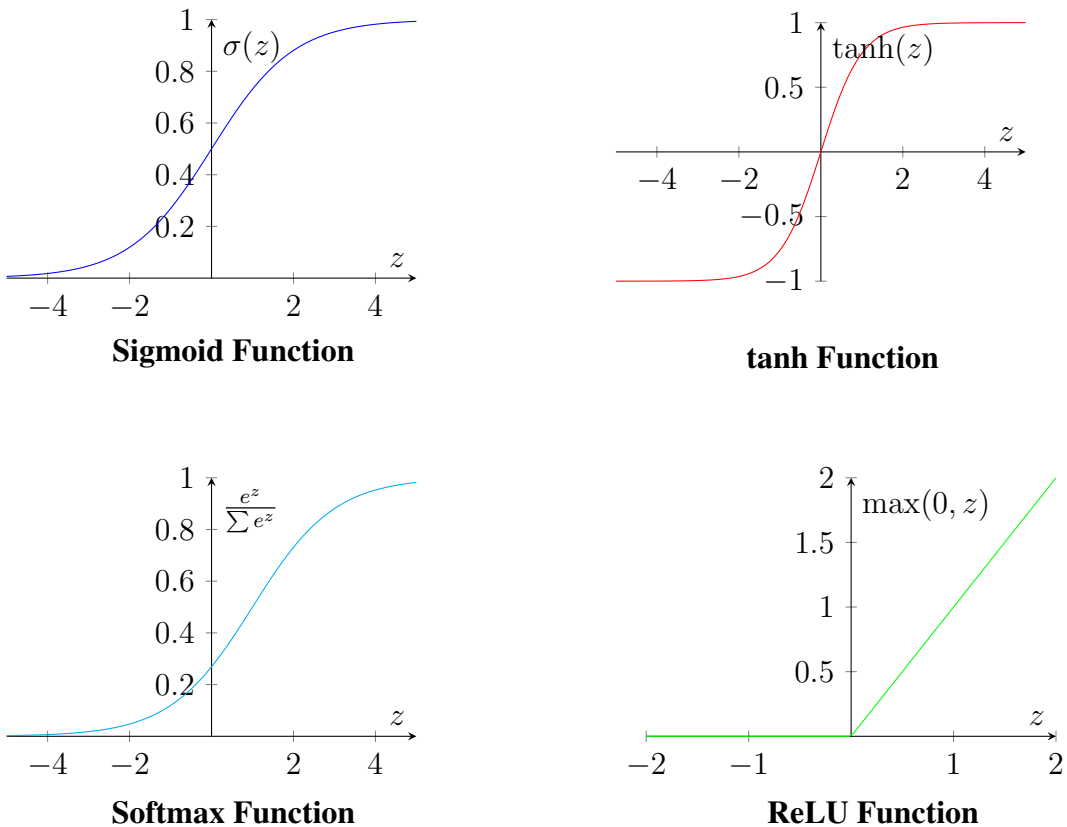 1
σ(z)
0.8
0.6
0.4
0.2
z
−4 −2 2 4
Sigmoid Function
1
tanh(z)
0.5
z
−4 −2 2 4
−0.5
−1
tanh Function
1
e^z / ∑ e^z
0.8
0.6
0.4
0.2
z
−4 −2 2 4
Softmax Function
2
max(0, z)
1.5
1
0.5
z
−2 −1 1 2
ReLU Function